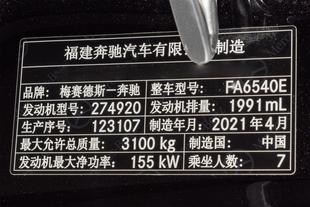 福建奔驰汽车有限 制造
品牌: 梅赛德斯—奔驰 整车型号: FA6540E
发动机型号: 274920 发动机排量: 1991mL
生产序号: 123107 制造年月: 2021年4月
最大允许总质量: 3100kg 制造国: 中国
发动机最大净功率: 155kW 乘坐人数: 7